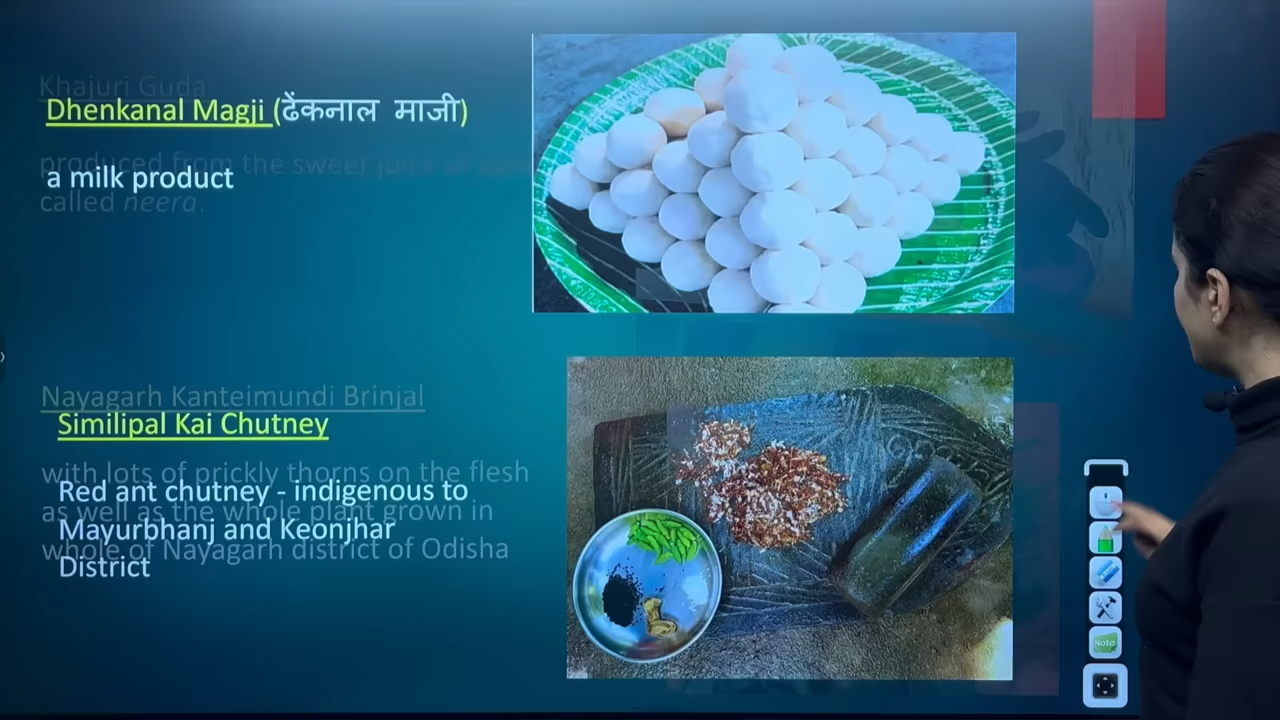 Khajuri Guda
Dhenkanal Magji (ढेंकनाल माजी)
produced from the sweet juice of
a milk product
called neera.
Nayagarh Kanteimundi Brinjal
Similipal Kai Chutney
with lots of prickly thorns on the flesh
Red ant chutney - indigenous to
as well as the whole plant grown in
Mayurbhanj and Keonjhar
whole of Nayagarh district of Odisha
District
Note